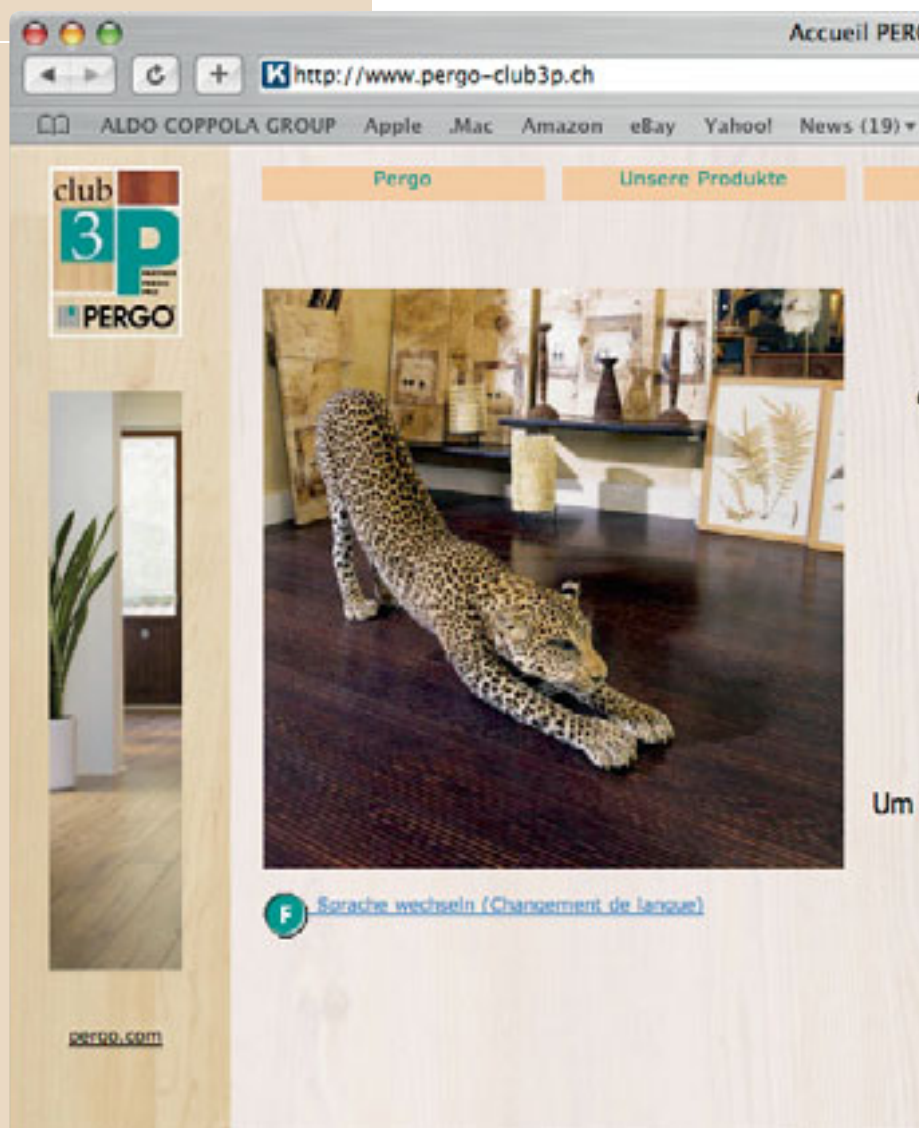 Accueil PERG
http://www.pergo-club3p.ch
ALDO COPPOLA GROUP Apple .Mac Amazon eBay Yahoo! News (19)
club
3P
PERGO
Pergo
Unsere Produkte
Um
F
Sprache wechseln (Changement de langue)
pergo.com